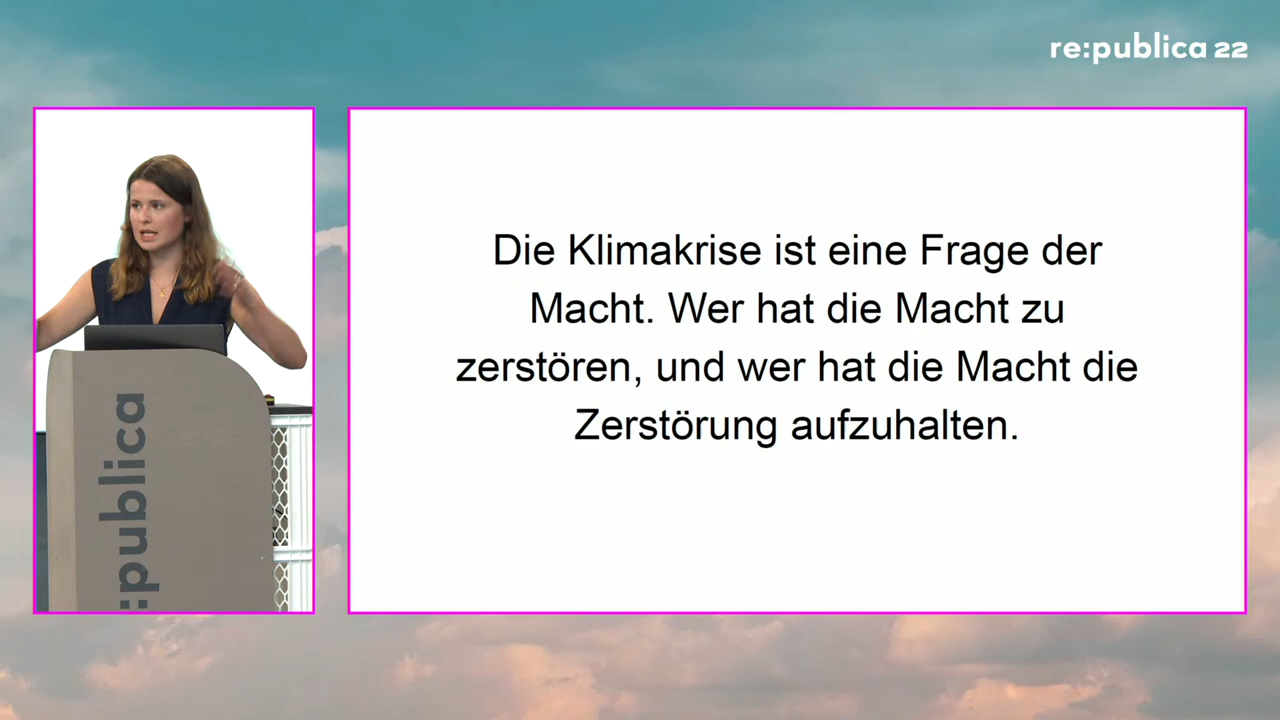 re:publica 22
Die Klimakrise ist eine Frage der
Macht. Wer hat die Macht zu
zerstören, und wer hat die Macht die
Zerstörung aufzuhalten.
:publica